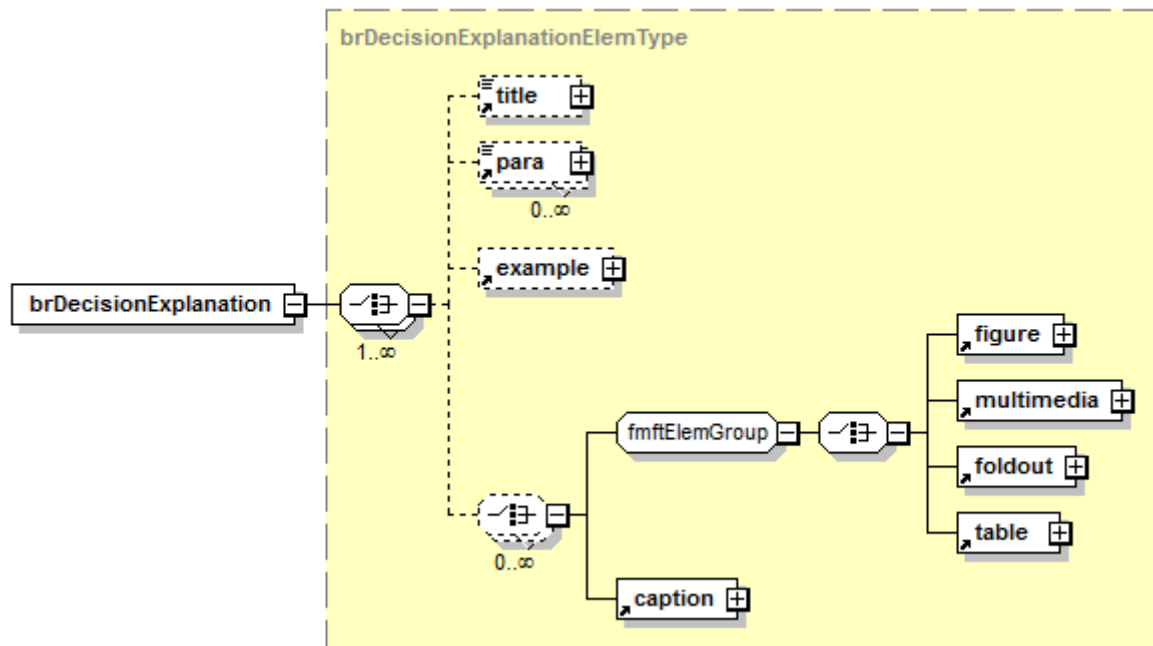 brDecisionExplanationElemType
title
para
0..∞
example
brDecisionExplanation
1..∞
figure
multimedia
fmftElemGroup
foldout
table
0..∞
caption